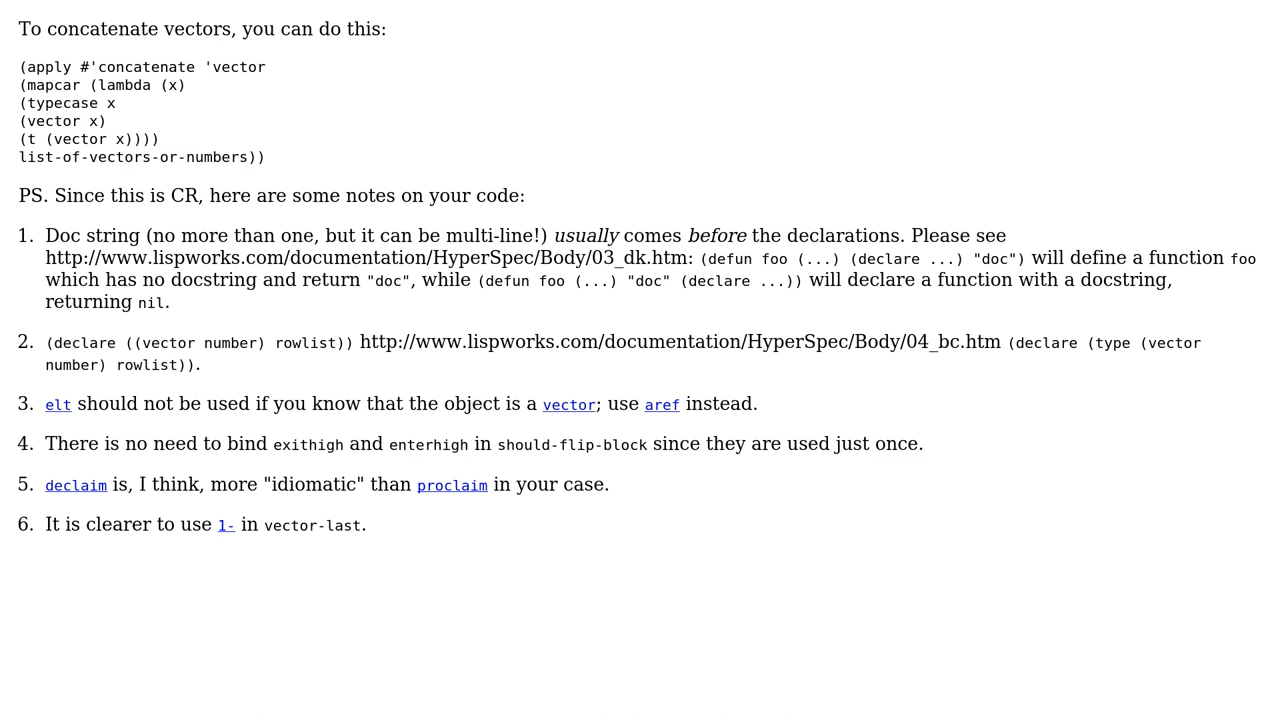 To concatenate vectors, you can do this:
(apply #'concatenate 'vector
(mapcar (lambda (x)
(typecase x
(vector x)
(t (vector x))))
list-of-vectors-or-numbers))
PS. Since this is CR, here are some notes on your code:
1. Doc string (no more than one, but it can be multi-line!) usually comes before the declarations. Please see
http://www.lispworks.com/documentation/HyperSpec/Body/03_dk.htm: (defun foo (...) (declare ...) "doc") will define a function foo
which has no docstring and return "doc", while (defun foo (...) "doc" (declare ...)) will declare a function with a docstring,
returning nil.
2. (declare ((vector number) rowlist)) http://www.lispworks.com/documentation/HyperSpec/Body/04_bc.htm (declare (type (vector
number) rowlist)).
3. elt should not be used if you know that the object is a vector; use aref instead.
4. There is no need to bind exithigh and enterhigh in should-flip-block since they are used just once.
5. declaim is, I think, more "idiomatic" than proclaim in your case.
6. It is clearer to use 1- in vector-last.